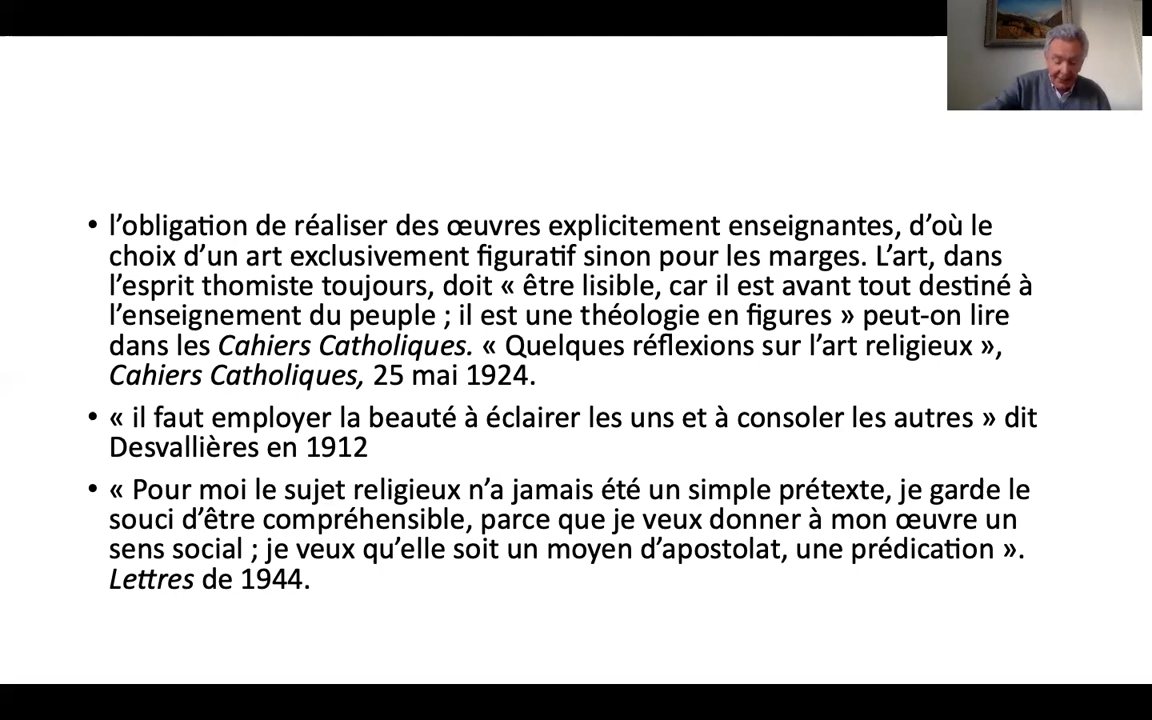 • l’obligation de réaliser des œuvres explicitement enseignantes, d’où le
choix d’un art exclusivement figuratif sinon pour les marges. L’art, dans
l’esprit thomiste toujours, doit « être lisible, car il est avant tout destiné à
l’enseignement du peuple ; il est une théologie en figures » peut-on lire
dans les Cahiers Catholiques. « Quelques réflexions sur l’art religieux »,
Cahiers Catholiques, 25 mai 1924.
• « il faut employer la beauté à éclairer les uns et à consoler les autres » dit
Desvallières en 1912
• « Pour moi le sujet religieux n’a jamais été un simple prétexte, je garde le
souci d’être compréhensible, parce que je veux donner à mon œuvre un
sens social ; je veux qu’elle soit un moyen d’apostolat, une prédication ».
Lettres de 1944.